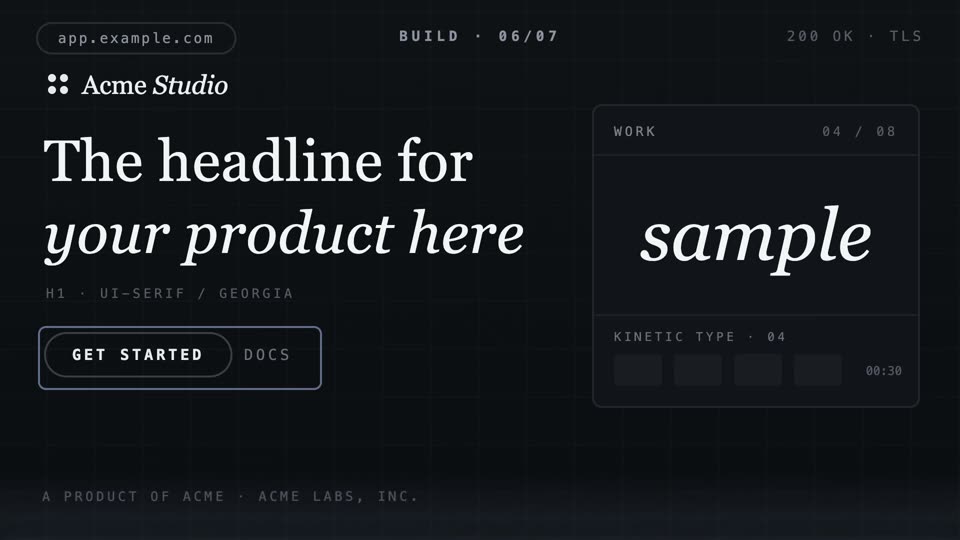 app.example.com
BUILD · 06/07
200 OK · TLS
Acme Studio
The headline for
your product here
H1 · UI-SERIF / GEORGIA
GET STARTED
DOCS
WORK
04 / 08
sample
KINETIC TYPE · 04
00:30
A PRODUCT OF ACME · ACME LABS, INC.